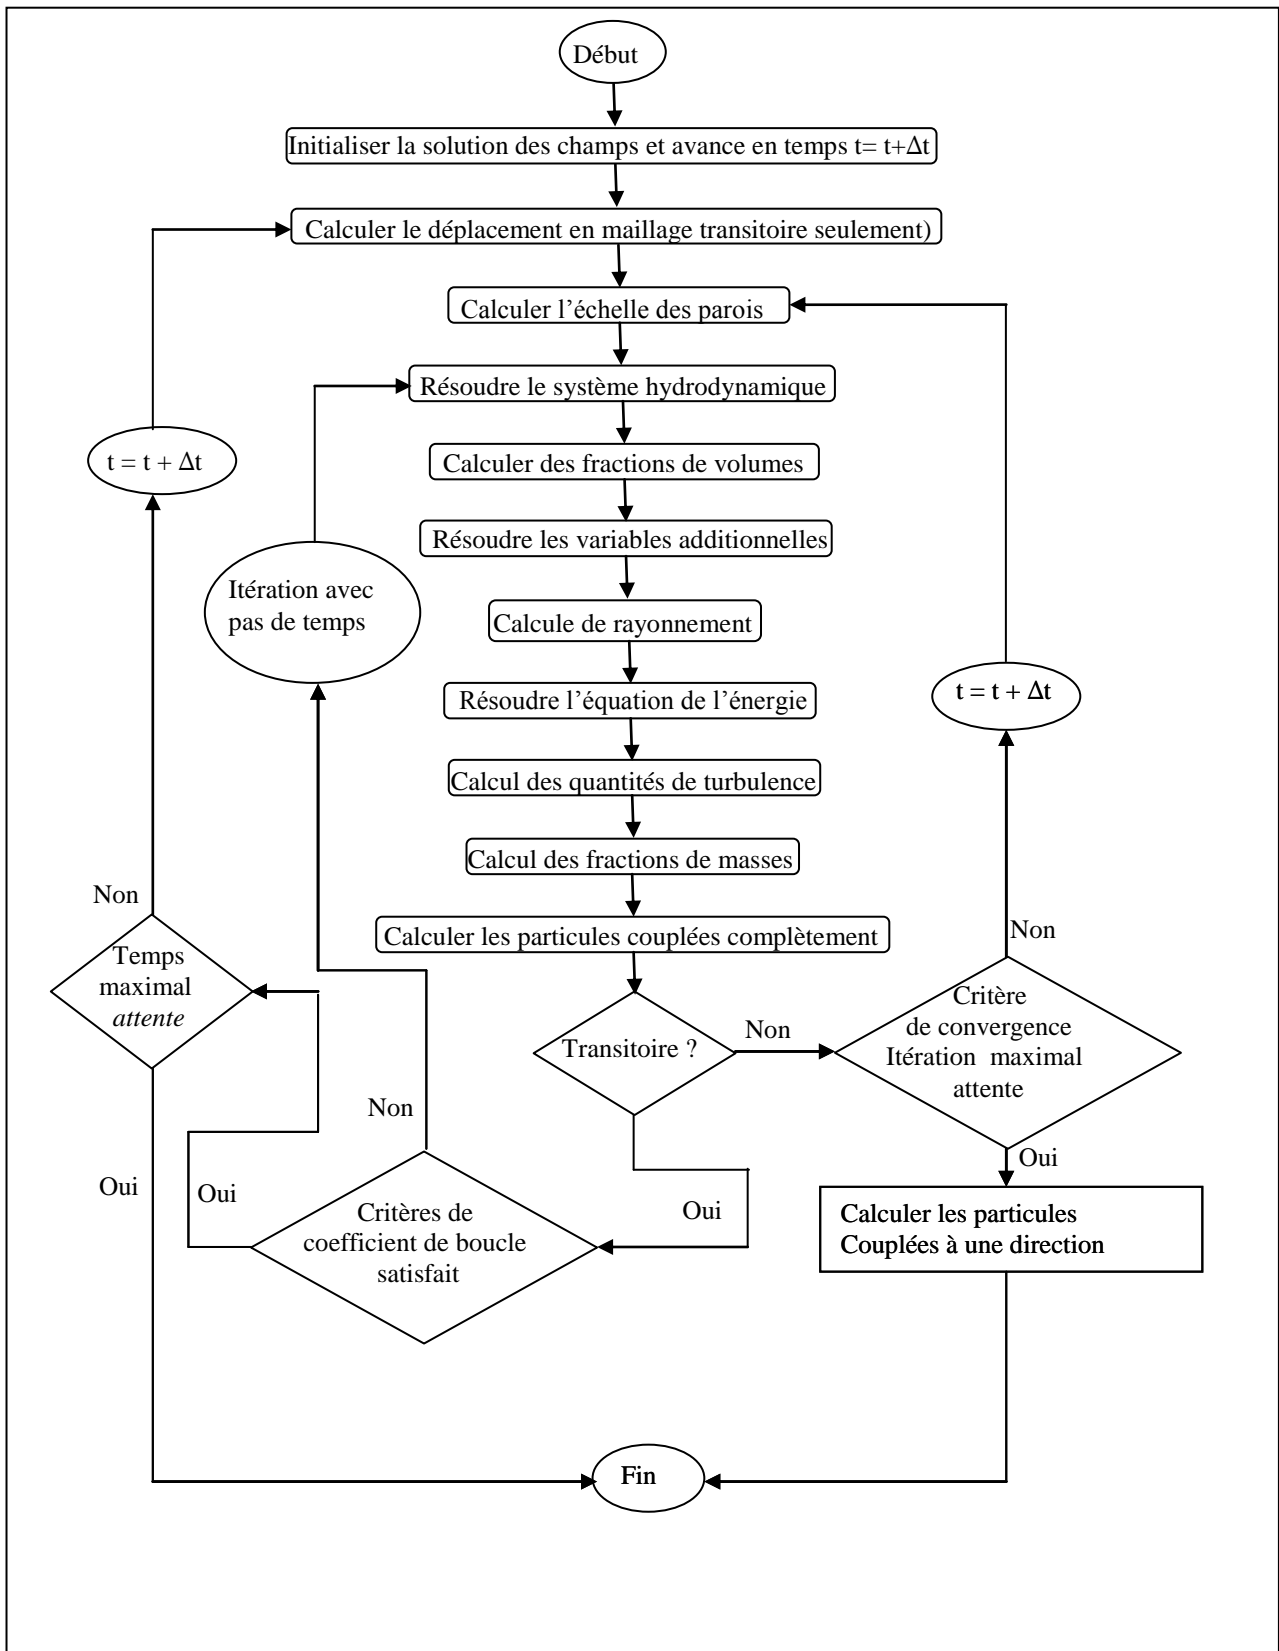 Début
Initialiser la solution des champs et avance en temps t= t+Δt
Calculer le déplacement en maillage transitoire seulement)
Calculer l’échelle des parois
Résoudre le système hydrodynamique
t = t + Δt
Calculer des fractions de volumes
Résoudre les variables additionnelles
Itération avec
pas de temps
Calcule de rayonnement
Résoudre l’équation de l’énergie
t = t + Δt
Calcul des quantités de turbulence
Calcul des fractions de masses
Non
Calculer les particules couplées complètement
Non
Temps
maximal
attente
Transitoire ?
Non
Critère
de convergence
Itération maximal
attente
Non
Oui
Oui
Oui
Oui
Critères de
coefficient de boucle
satisfait
Calculer les particules
Couplées à une direction
Fin